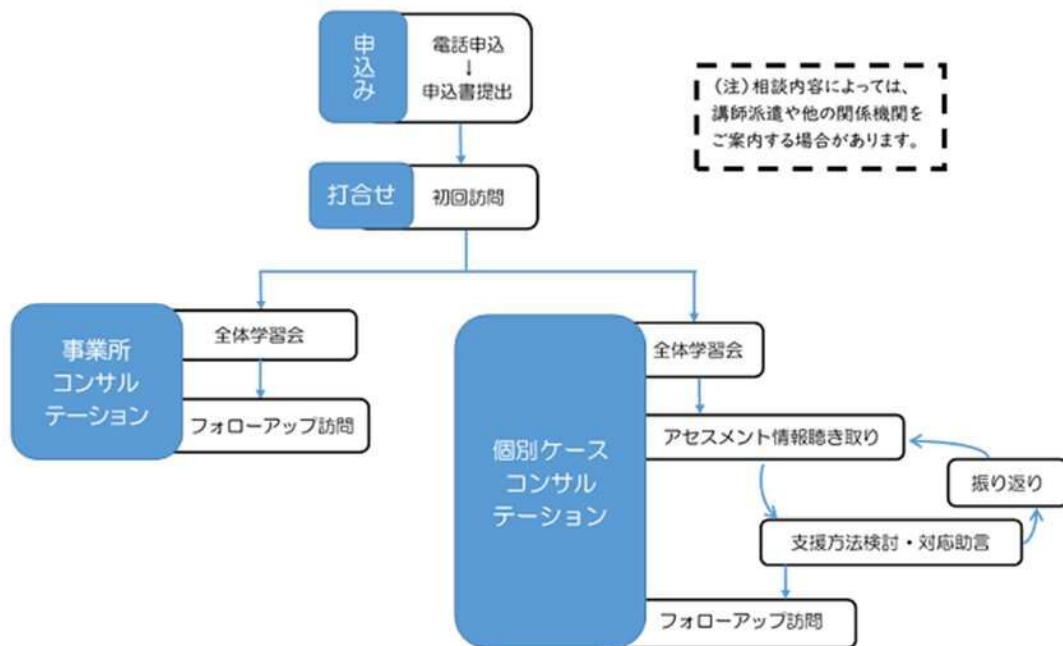 申込み
電話申込
↓
申込書提出
(注)相談内容によっては、
講師派遣や他の関係機関を
ご案内する場合があります。
打合せ
初回訪問
事業所
コンサル
テーション
全体学習会
フォローアップ訪問
個別ケース
コンサル
テーション
全体学習会
アセスメント情報聴き取り
振り返り
支援方法検討・対応助言
フォローアップ訪問